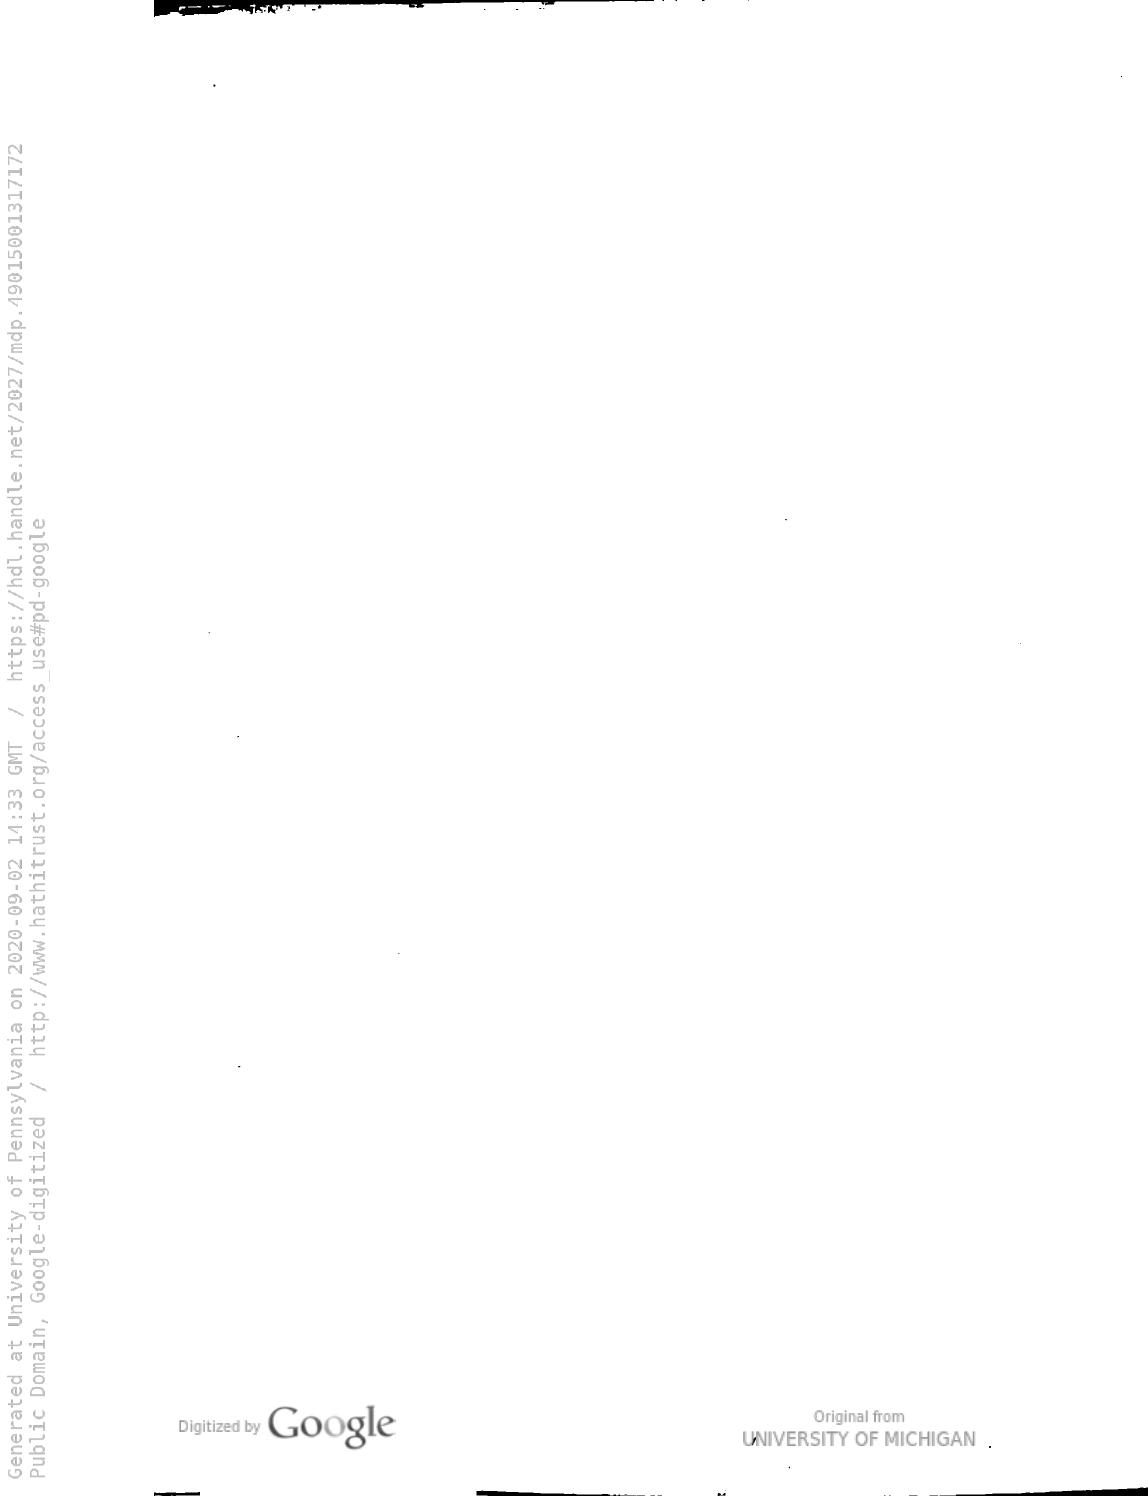 Generated at University of Pennsylvania on 2020-09-02 14:33 GMT / https://hdl.handle.net/2027/mdp.49015001317172
Public Domain, Google-digitized / http://www.hathitrust.org/access_use#pd-google
Digitized by Google
Original from
UNIVERSITY OF MICHIGAN